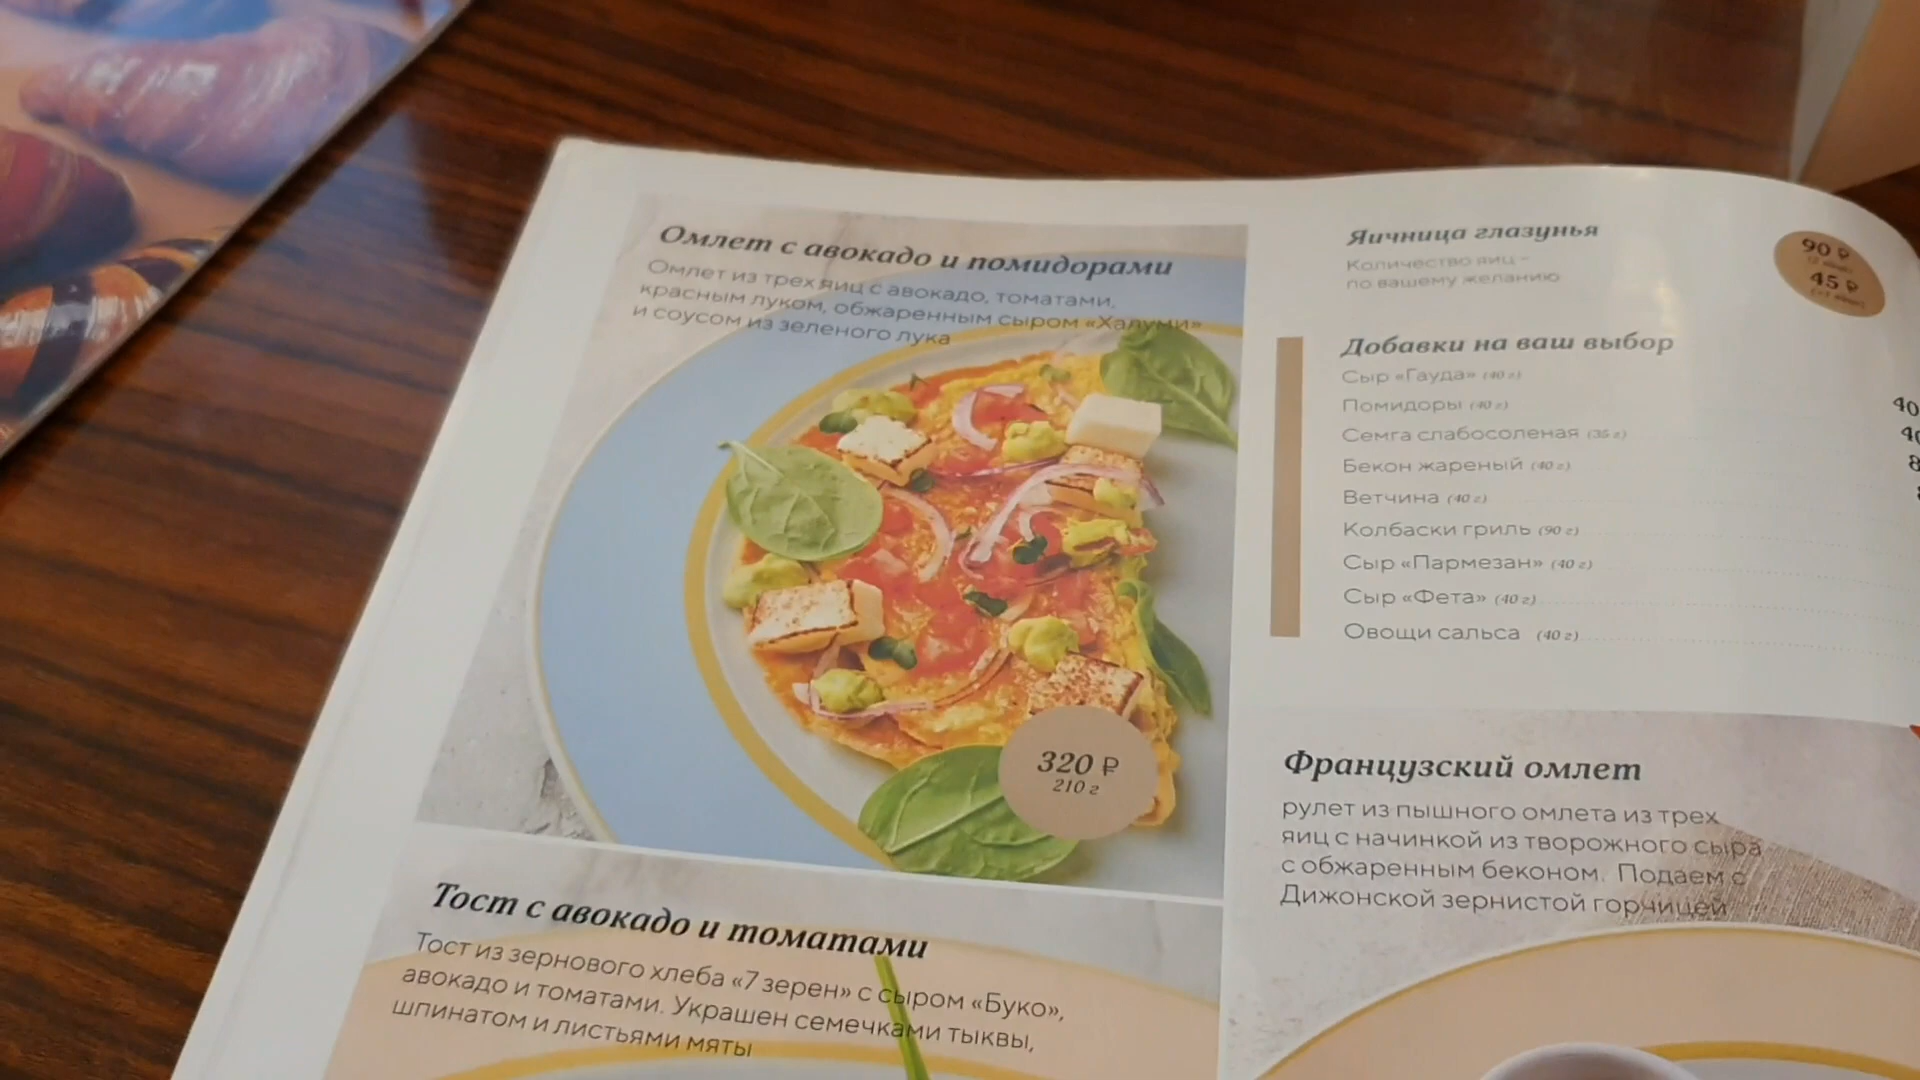 Омлет с авокадо и помидорами
Омлет из трех яиц с авокадо, томатами,
красным луком, обжаренным сыром «Халуми»
и соусом из зеленого лука
320 ₽
210 г
Тост с авокадо и томатами
Тост из зернового хлеба «7 зерен» с сыром «Буко»,
авокадо и томатами. Украшен семечками тыквы,
шпинатом и листьями мяты
Яичница глазунья
Количество яиц –
по вашему желанию
90 ₽
45 ₽
Добавки на ваш выбор
Сыр «Гауда» (40 г)
Помидоры (40 г) 40
Семга слабосоленая (35 г)
Бекон жареный (40 г)
Ветчина (40 г)
Колбаски гриль (90 г)
Сыр «Пармезан» (40 г)
Сыр «Фета» (40 г)
Овощи сальса (40 г)
Французский омлет
рулет из пышного омлета из трех
яиц с начинкой из творожного сыра
с обжаренным беконом. Подаем с
Дижонской зернистой горчицей